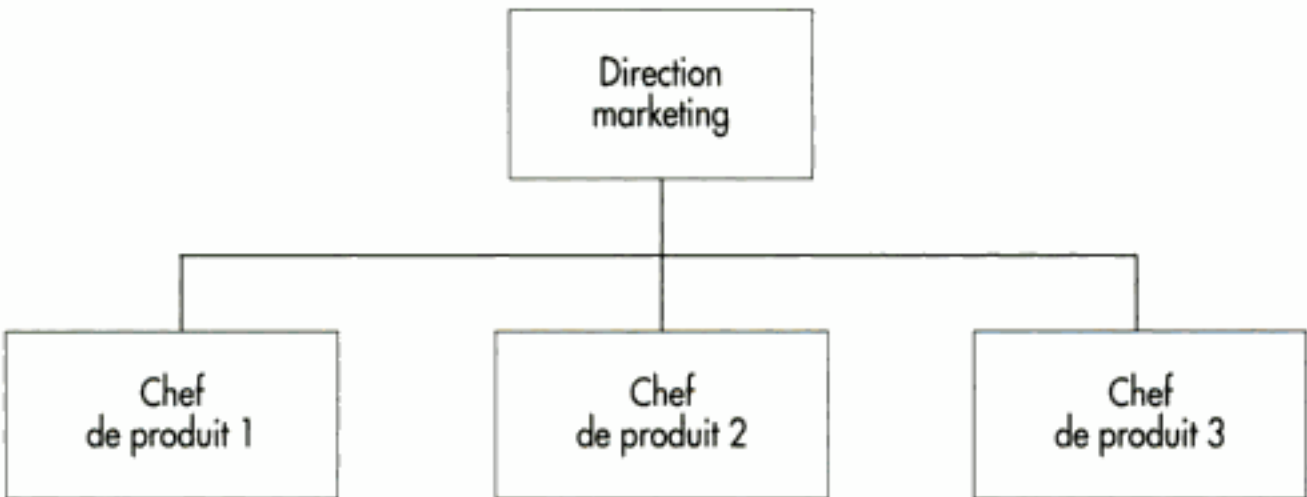 Direction
marketing
Chef
de produit 1
Chef
de produit 2
Chef
de produit 3